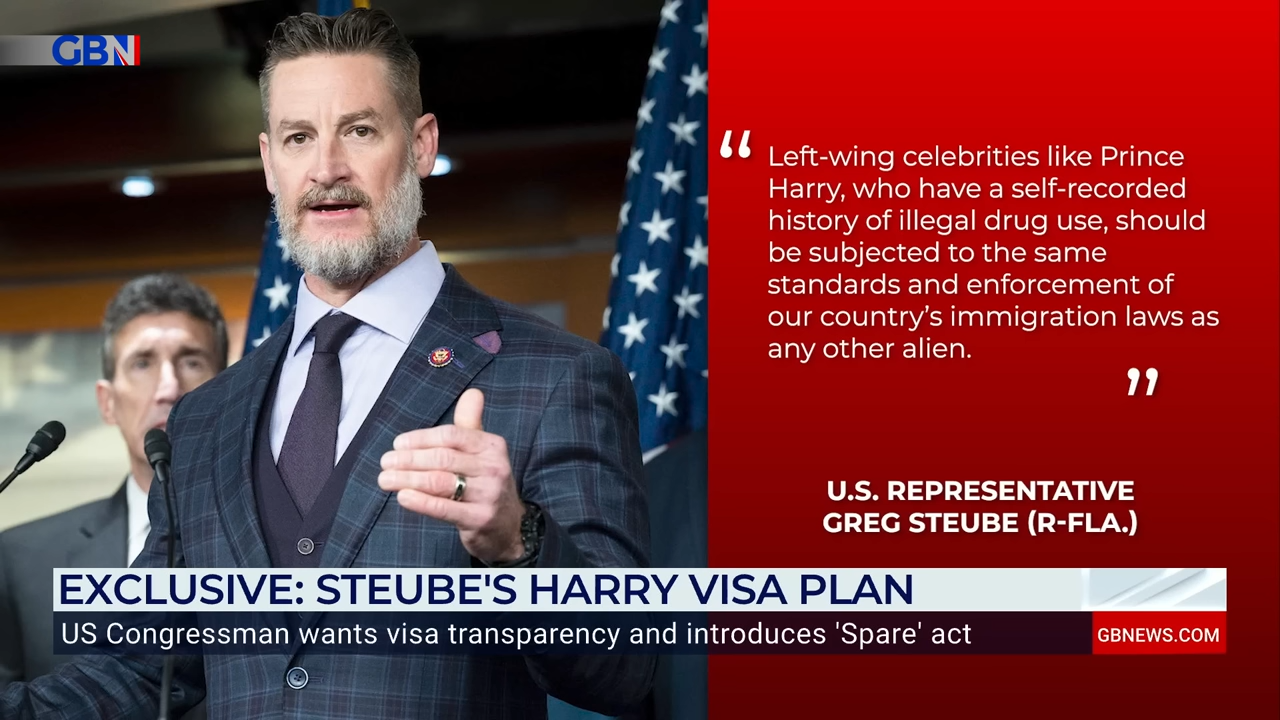 GBN
“
Left-wing celebrities like Prince
Harry, who have a self-recorded
history of illegal drug use, should
be subjected to the same
standards and enforcement of
our country’s immigration laws as
any other alien.
”
U.S. REPRESENTATIVE
GREG STEUBE (R-FLA.)
EXCLUSIVE: STEUBE'S HARRY VISA PLAN
US Congressman wants visa transparency and introduces 'Spare' act
GBNEWS.COM